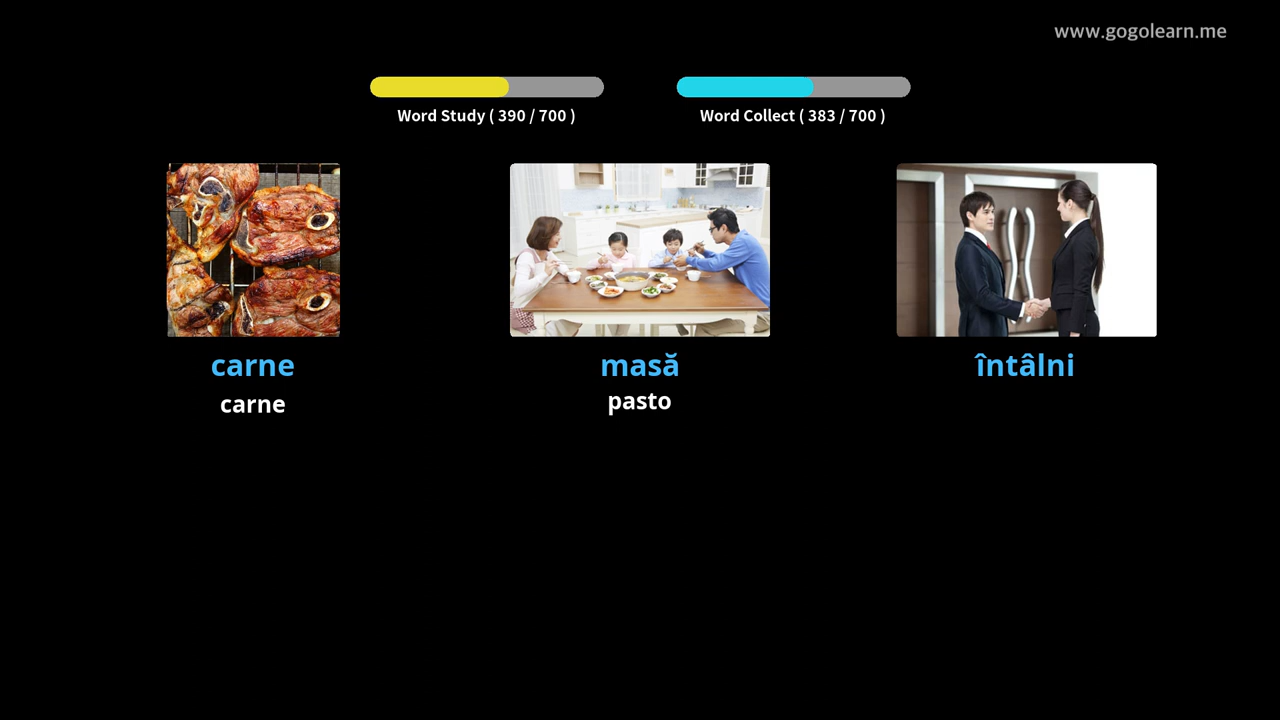 www.gogolearn.me
Word Study ( 390 / 700 )
Word Collect ( 383 / 700 )
carne
masă
întâlni
carne
pasto